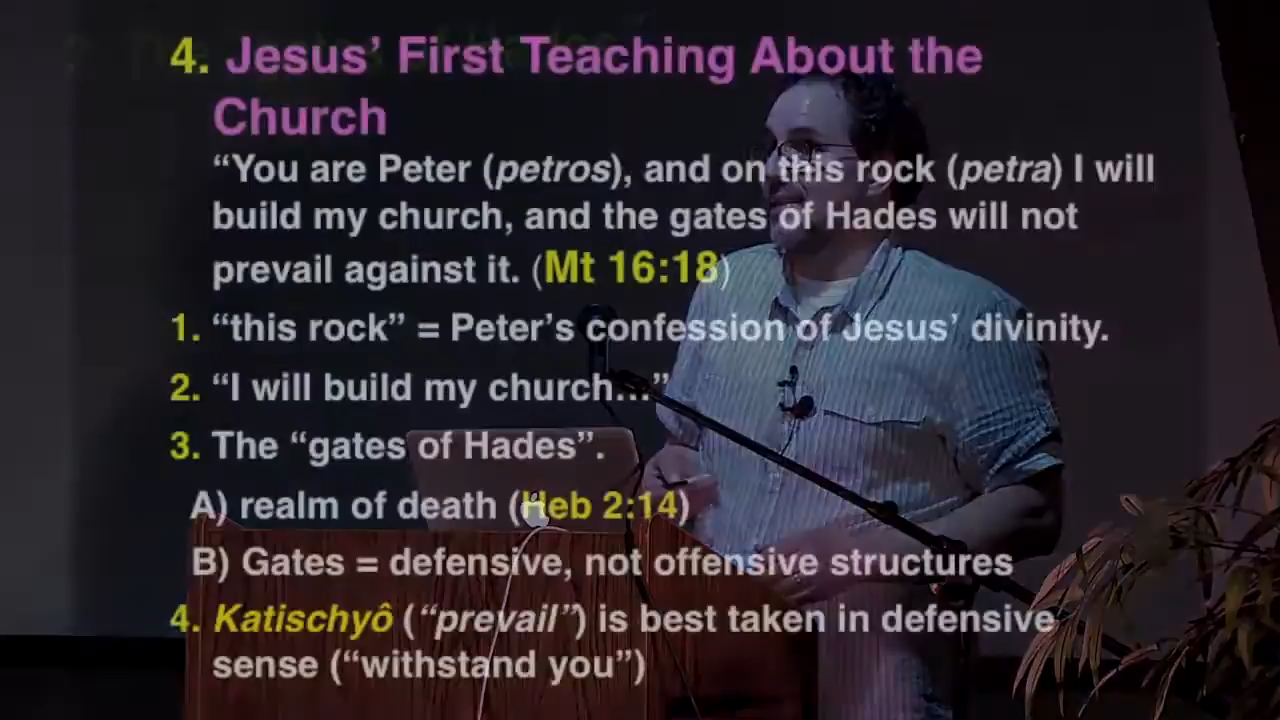 4. Jesus’ First Teaching About the
Church
“You are Peter (petros), and on this rock (petra) I will
build my church, and the gates of Hades will not
prevail against it. (Mt 16:18)
1. “this rock” = Peter’s confession of Jesus’ divinity.
2. “I will build my church…”
3. The “gates of Hades”.
A) realm of death (Heb 2:14)
B) Gates = defensive, not offensive structures
4. Katischyô (“prevail”) is best taken in defensive
sense (“withstand you”)